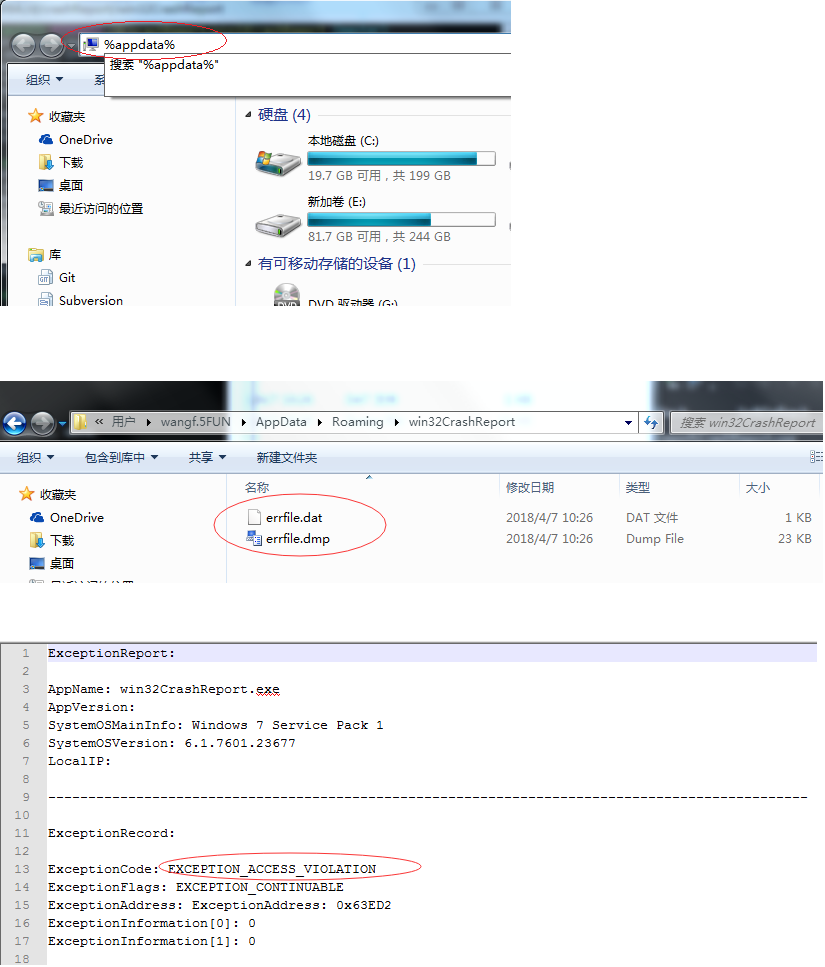 %appdata%
搜索 "%appdata%"
组织
收藏夹
OneDrive
下载
桌面
最近访问的位置
库
Git
Subversion
硬盘 (4)
本地磁盘 (C:)
19.7 GB 可用，共 199 GB
新加卷 (E:)
81.7 GB 可用，共 244 GB
有可移动存储的设备 (1)
DVD 驱动器 (G:)
« 用户 wangf.5FUN AppData Roaming win32CrashReport
搜索 win32CrashReport
组织 包含到库中 共享 新建文件夹
收藏夹
OneDrive
下载
桌面
名称 修改日期 类型 大小
errfile.dat 2018/4/7 10:26 DAT 文件 1 KB
errfile.dmp 2018/4/7 10:26 Dump File 23 KB
1 ExceptionReport:
2
3 AppName: win32CrashReport.exe
4 AppVersion:
5 SystemOSMainInfo: Windows 7 Service Pack 1
6 SystemOSVersion: 6.1.7601.23677
7 LocalIP:
8
9 -----------------------------------------------------------------------------------------------
10
11 ExceptionRecord:
12
13 ExceptionCode: EXCEPTION_ACCESS_VIOLATION
14 ExceptionFlags: EXCEPTION_CONTINUABLE
15 ExceptionAddress: ExceptionAddress: 0x63ED2
16 ExceptionInformation[0]: 0
17 ExceptionInformation[1]: 0
18